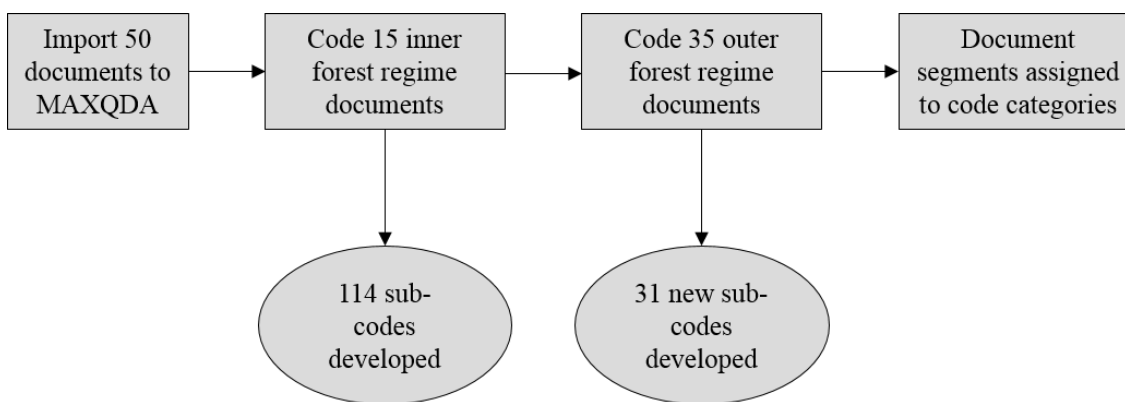 Import 50
documents to
MAXQDA
Code 15 inner
forest regime
documents
Code 35 outer
forest regime
documents
Document
segments assigned
to code categories
114 sub-
codes
developed
31 new sub-
codes
developed